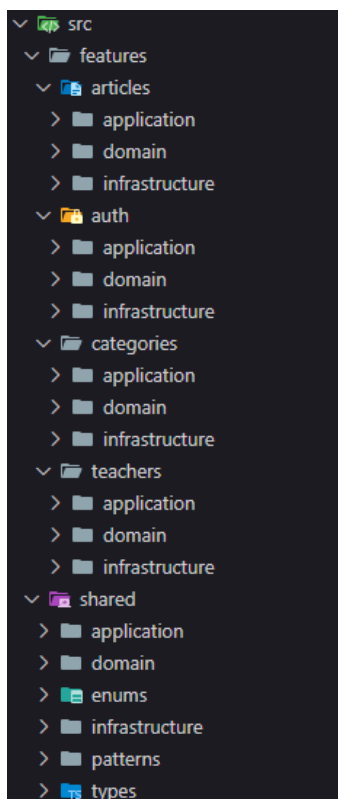 src
features
articles
application
domain
infrastructure
auth
application
domain
infrastructure
categories
application
domain
infrastructure
teachers
application
domain
infrastructure
shared
application
domain
enums
infrastructure
patterns
TS types